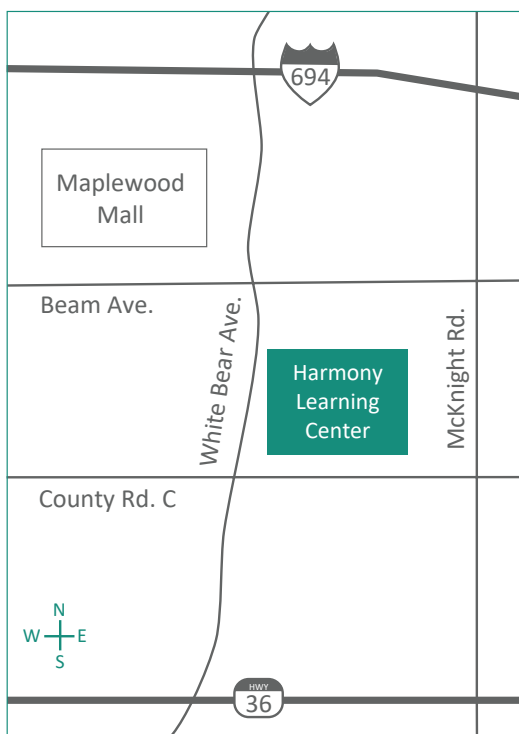 694
Maplewood
Mall
Beam Ave.
White Bear Ave.
McKnight Rd.
Harmony
Learning
Center
County Rd. C
N
W E
S
HWY
36